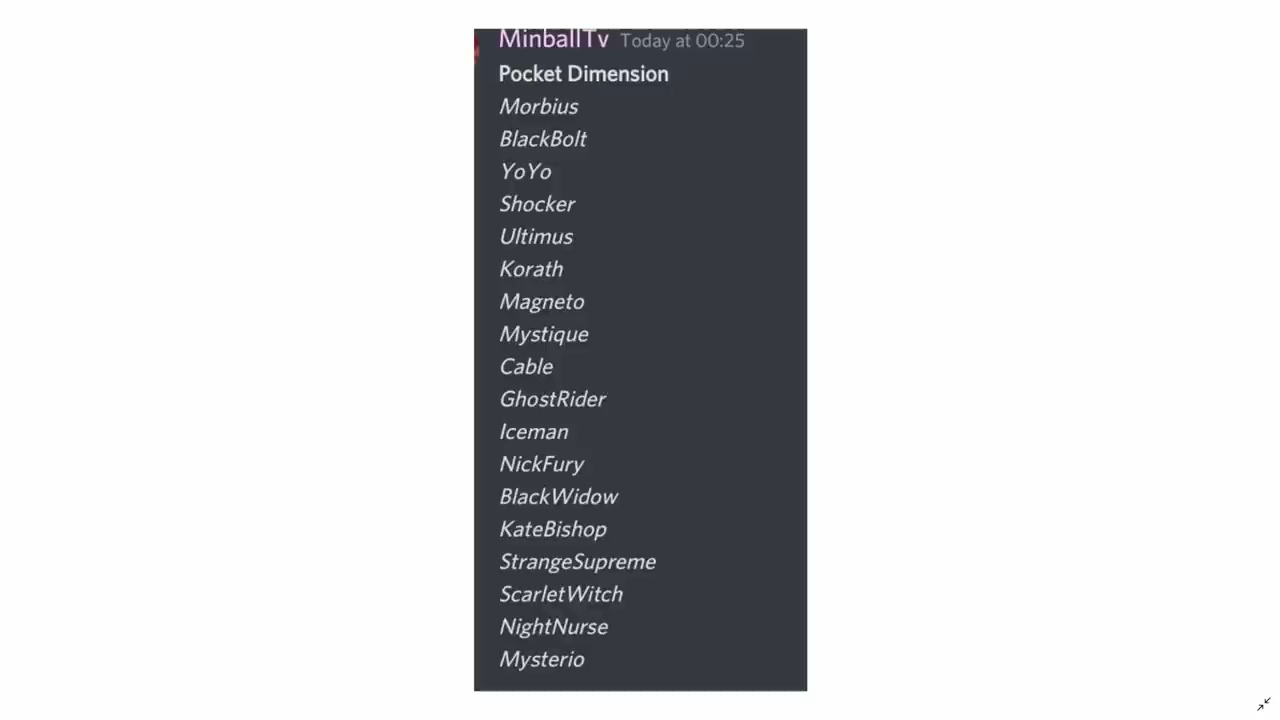 MinballTv Today at 00:25
Pocket Dimension
Morbius
BlackBolt
YoYo
Shocker
Ultimus
Korath
Magneto
Mystique
Cable
GhostRider
Iceman
NickFury
BlackWidow
KateBishop
StrangeSupreme
ScarletWitch
NightNurse
Mysterio